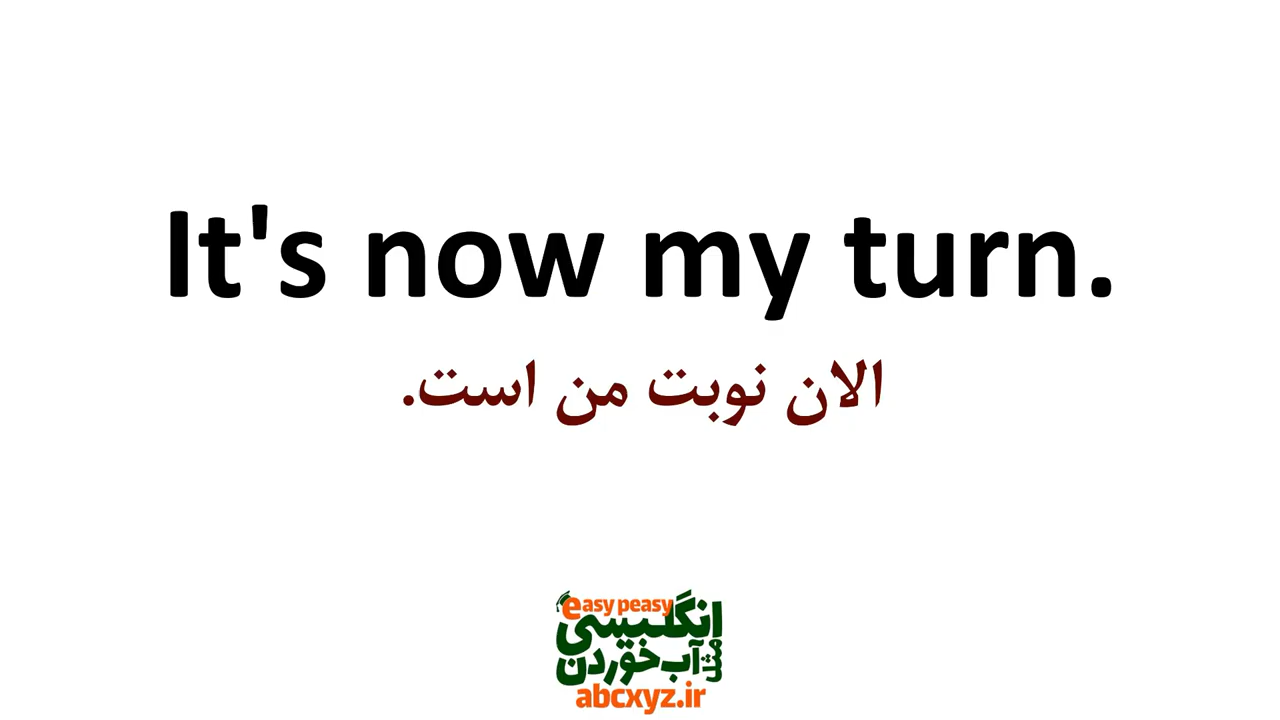 It's now my turn.
الان نوبت من است.
easy peasy
انگلیسی
مثل آب خوردن
abcxyz.ir